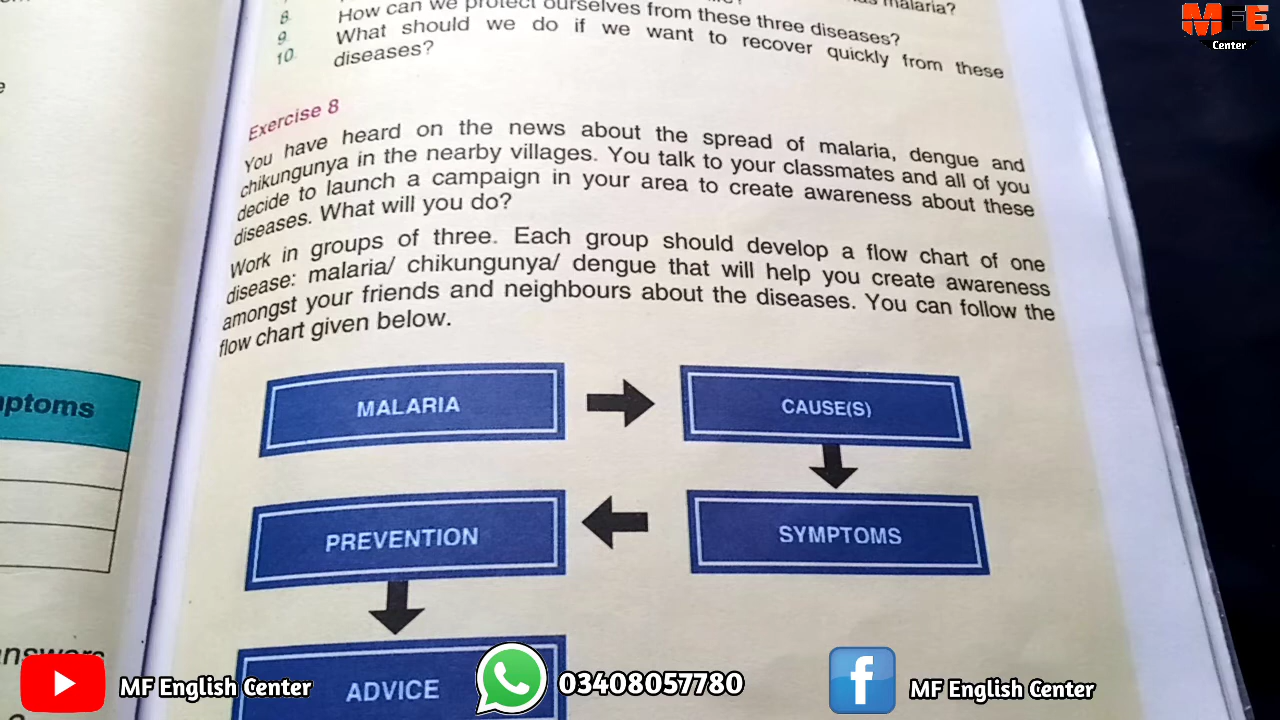 malaria?
8. How can we protect ourselves from these three diseases?
9. What should we do if we want to recover quickly from these
10. diseases?
MFE
Center
Exercise 8
You have heard on the news about the spread of malaria, dengue and
chikungunya in the nearby villages. You talk to your classmates and all of you
decide to launch a campaign in your area to create awareness about these
diseases. What will you do?
Work in groups of three. Each group should develop a flow chart of one
disease: malaria/ chikungunya/ dengue that will help you create awareness
amongst your friends and neighbours about the diseases. You can follow the
flow chart given below.
MALARIA
CAUSE(S)
PREVENTION
SYMPTOMS
ADVICE
MF English Center
03408057780
MF English Center